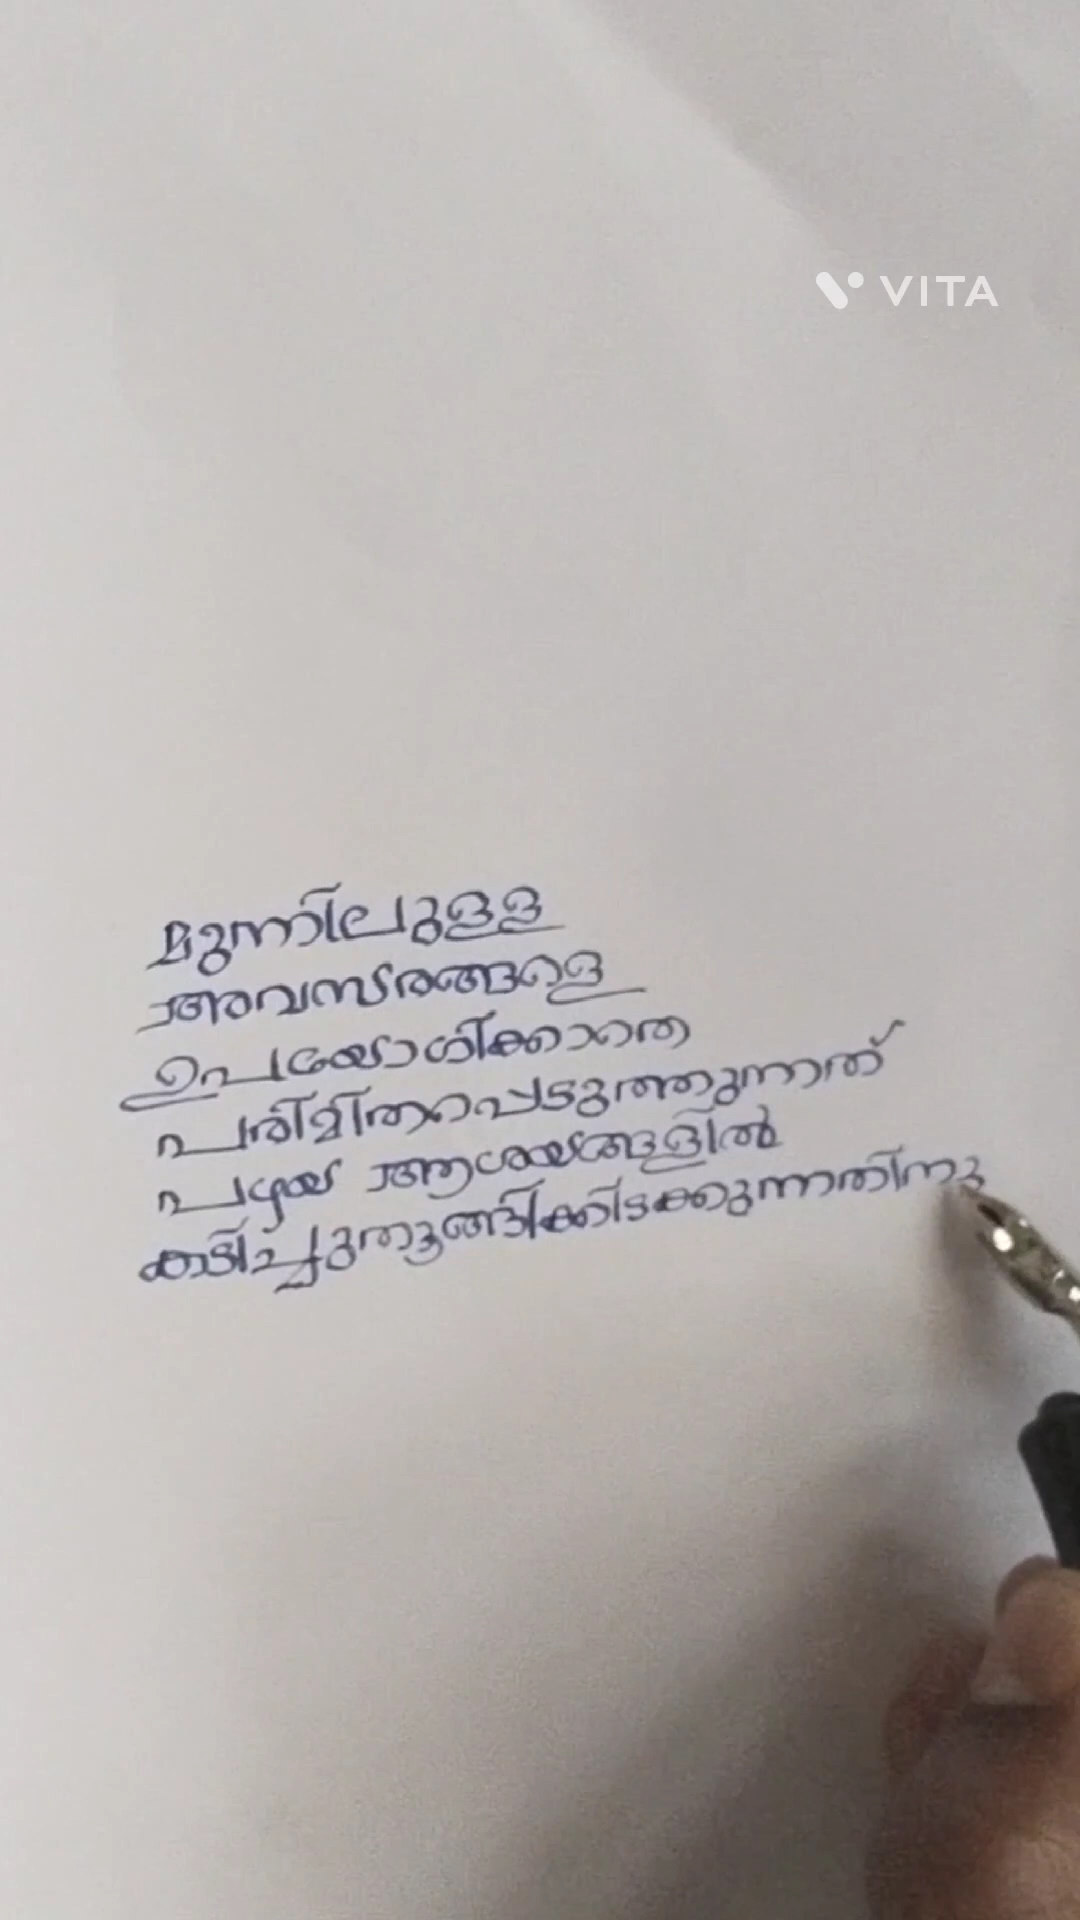 VITA
മുന്നിലുള്ള
അവസരങ്ങളെ
ഉപയോഗിക്കാതെ
പരിമിതപ്പെടുത്തുന്നത്
പഴയ ആശയങ്ങളിൽ
കടിച്ചുതൂങ്ങിക്കിടക്കുന്നതിനു